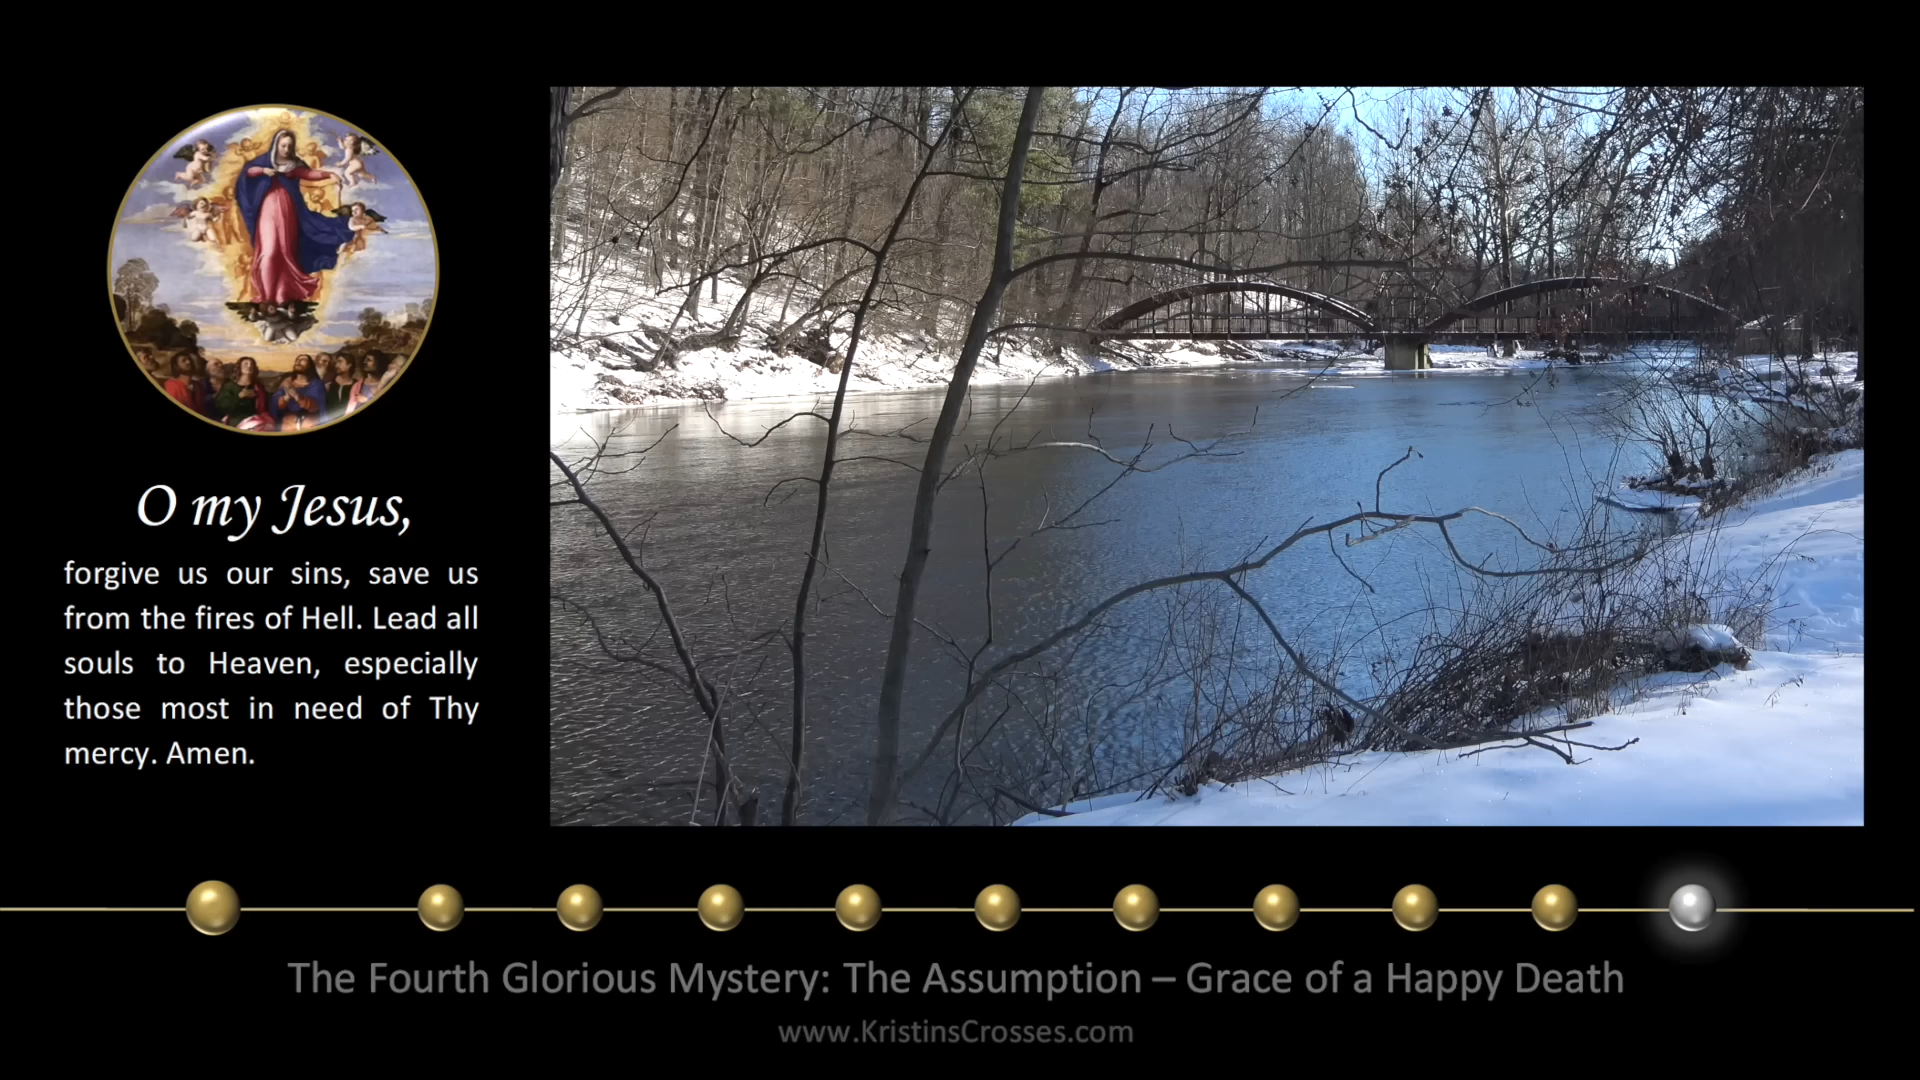 O my Jesus,
forgive us our sins, save us
from the fires of Hell. Lead all
souls to Heaven, especially
those most in need of Thy
mercy. Amen.
The Fourth Glorious Mystery: The Assumption – Grace of a Happy Death
www.KristinsCrosses.com